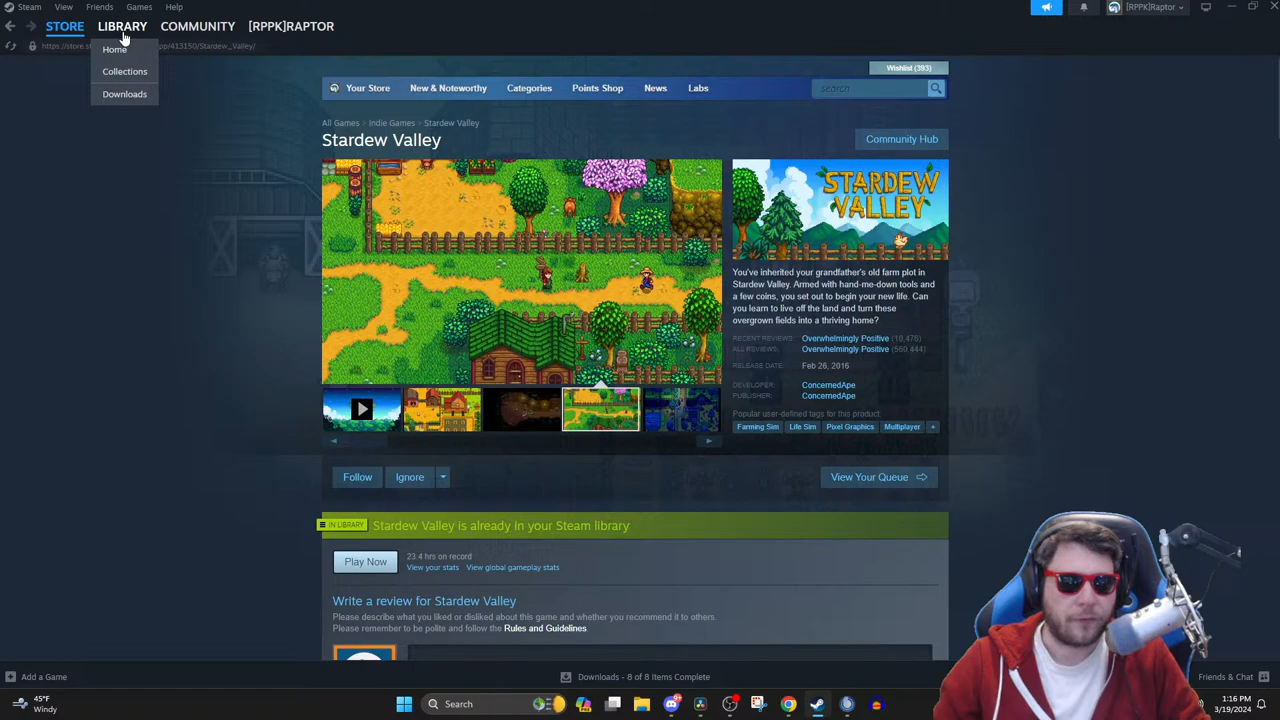 Steam View Friends Games Help
[RPPK]Raptor
STORE LIBRARY COMMUNITY [RPPK]RAPTOR
https://store.st pp/413150/Stardew_Valley/
Home
Collections
Downloads
Wishlist (393)
Your Store New & Noteworthy Categories Points Shop News Labs search
All Games > Indie Games > Stardew Valley
Stardew Valley
Community Hub
STARDEW
VALLEY
You've inherited your grandfather's old farm plot in
Stardew Valley. Armed with hand-me-down tools and
a few coins, you set out to begin your new life. Can
you learn to live off the land and turn these
overgrown fields into a thriving home?
RECENT REVIEWS: Overwhelmingly Positive (10,476)
ALL REVIEWS: Overwhelmingly Positive (560,444)
RELEASE DATE: Feb 26, 2016
DEVELOPER: ConcernedApe
PUBLISHER: ConcernedApe
Popular user-defined tags for this product:
Farming Sim Life Sim Pixel Graphics Multiplayer +
Follow Ignore View Your Queue
IN LIBRARY Stardew Valley is already in your Steam library
Play Now
23.4 hrs on record
View your stats View global gameplay stats
Write a review for Stardew Valley
Please describe what you liked or disliked about this game and whether you recommend it to others.
Please remember to be polite and follow the Rules and Guidelines.
Add a Game
Downloads - 8 of 8 Items Complete
Friends & Chat
45°F
Windy
Search
1:16 PM
3/19/2024